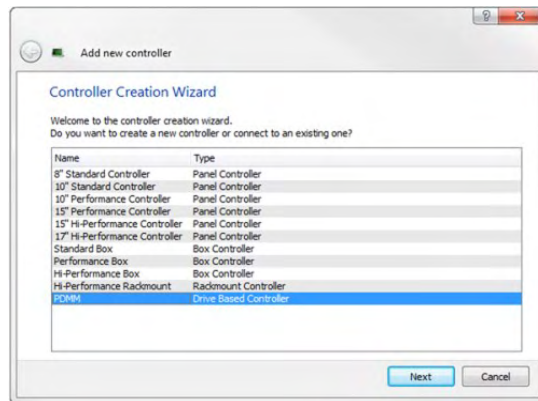 Add new controller
Controller Creation Wizard
Welcome to the controller creation wizard.
Do you want to create a new controller or connect to an existing one?
Name Type
8" Standard Controller Panel Controller
10" Standard Controller Panel Controller
10" Performance Controller Panel Controller
15" Performance Controller Panel Controller
15" Hi-Performance Controller Panel Controller
17" Hi-Performance Controller Panel Controller
Standard Box Box Controller
Performance Box Box Controller
Hi-Performance Box Box Controller
Hi-Performance Rackmount Rackmount Controller
PDMM Drive Based Controller
Next Cancel